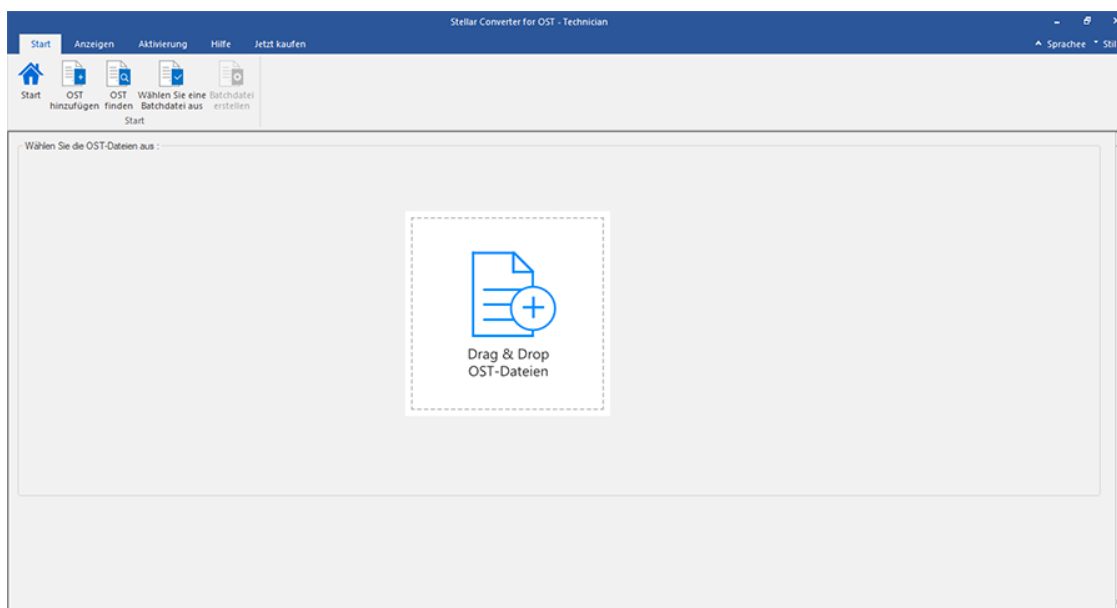 Stellar Converter for OST - Technician
Start Anzeigen Aktivierung Hilfe Jetzt kaufen
Sprachee
Start
OST
hinzufügen
OST
finden
Wählen Sie eine
Batchdatei aus
Batchdatei
erstellen
Start
Wählen Sie die OST-Dateien aus :
Drag & Drop
OST-Dateien